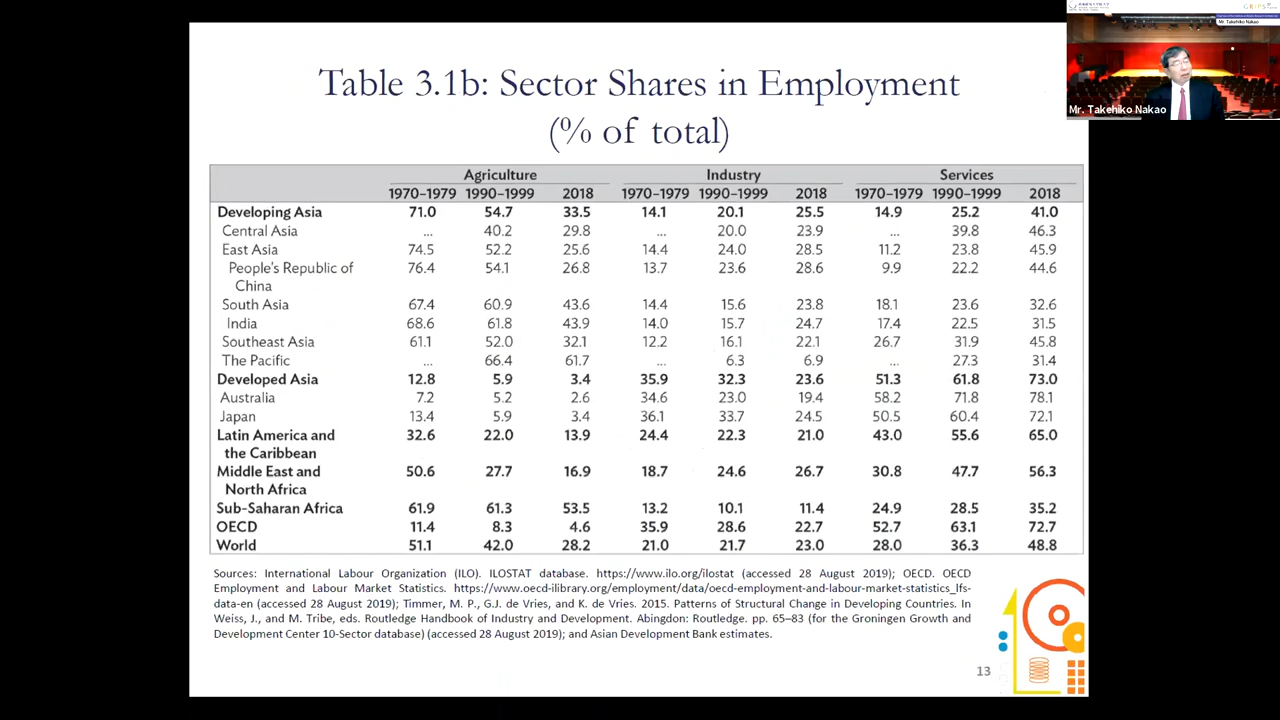 Table 3.1b: Sector Shares in Employment
(% of total)
Agriculture Industry Services
1970–1979 1990–1999 2018 1970–1979 1990–1999 2018 1970–1979 1990–1999 2018
Developing Asia 71.0 54.7 33.5 14.1 20.1 25.5 14.9 25.2 41.0
Central Asia ... 40.2 29.8 ... 20.0 23.9 ... 39.8 46.3
East Asia 74.5 52.2 25.6 14.4 24.0 28.5 11.2 23.8 45.9
People's Republic of 76.4 54.1 26.8 13.7 23.6 28.6 9.9 22.2 44.6
China
South Asia 67.4 60.9 43.6 14.4 15.6 23.8 18.1 23.6 32.6
India 68.6 61.8 43.9 14.0 15.7 24.7 17.4 22.5 31.5
Southeast Asia 61.1 52.0 32.1 12.2 16.1 22.1 26.7 31.9 45.8
The Pacific ... 66.4 61.7 ... 6.3 6.9 ... 27.3 31.4
Developed Asia 12.8 5.9 3.4 35.9 32.3 23.6 51.3 61.8 73.0
Australia 7.2 5.2 2.6 34.6 23.0 19.4 58.2 71.8 78.1
Japan 13.4 5.9 3.4 36.1 33.7 24.5 50.5 60.4 72.1
Latin America and 32.6 22.0 13.9 24.4 22.3 21.0 43.0 55.6 65.0
the Caribbean
Middle East and 50.6 27.7 16.9 18.7 24.6 26.7 30.8 47.7 56.3
North Africa
Sub-Saharan Africa 61.9 61.3 53.5 13.2 10.1 11.4 24.9 28.5 35.2
OECD 11.4 8.3 4.6 35.9 28.6 22.7 52.7 63.1 72.7
World 51.1 42.0 28.2 21.0 21.7 23.0 28.0 36.3 48.8
Sources: International Labour Organization (ILO). ILOSTAT database. https://www.ilo.org/ilostat (accessed 28 August 2019); OECD. OECD
Employment and Labour Market Statistics. https://www.oecd-ilibrary.org/employment/data/oecd-employment-and-labour-market-statistics_lfs-
data-en (accessed 28 August 2019); Timmer, M. P., G.J. de Vries, and K. de Vries. 2015. Patterns of Structural Change in Developing Countries. In
Weiss, J., and M. Tribe, eds. Routledge Handbook of Industry and Development. Abingdon: Routledge. pp. 65–83 (for the Groningen Growth and
Development Center 10-Sector database) (accessed 28 August 2019); and Asian Development Bank estimates.
13
GRIPS
Mr. Takehiko Nakao
Mr. Takehiko Nakao